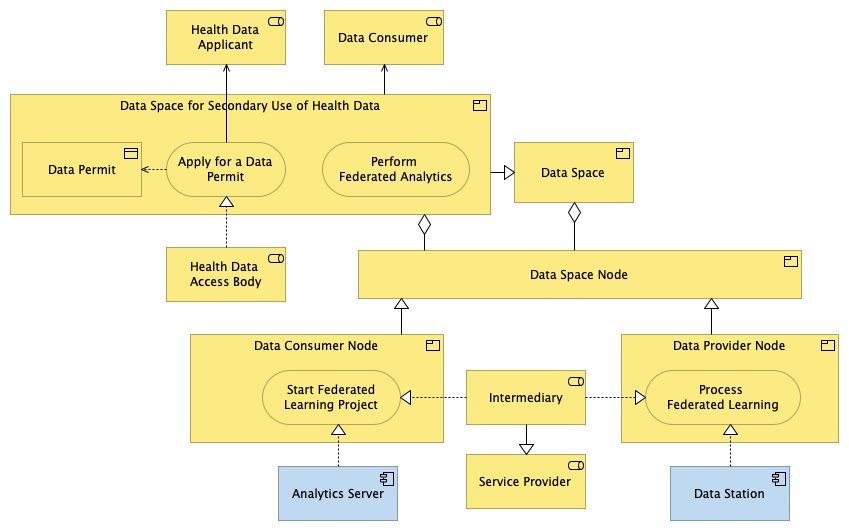 Health Data
Applicant
Data Consumer
Data Space for Secondary Use of Health Data
Data Permit
Apply for a Data
Permit
Perform
Federated Analytics
Data Space
Health Data
Access Body
Data Space Node
Data Consumer Node
Data Provider Node
Start Federated
Learning Project
Intermediary
Process
Federated Learning
Service Provider
Analytics Server
Data Station